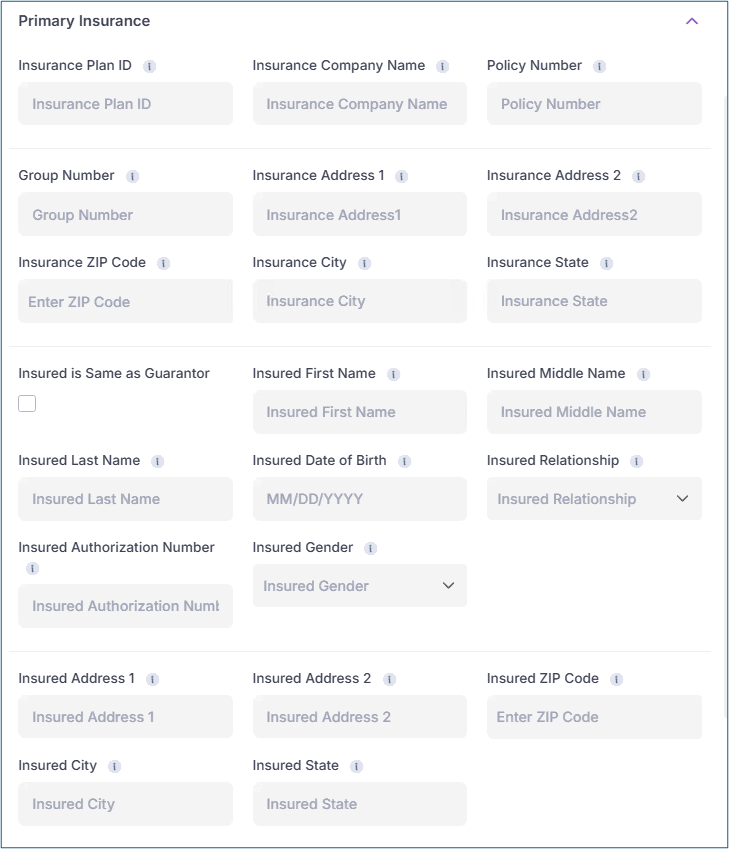 Primary Insurance
Insurance Plan ID i Insurance Company Name i Policy Number i
Insurance Plan ID Insurance Company Name Policy Number
Group Number i Insurance Address 1 i Insurance Address 2 i
Group Number Insurance Address1 Insurance Address2
Insurance ZIP Code i Insurance City i Insurance State i
Enter ZIP Code Insurance City Insurance State
Insured is Same as Guarantor Insured First Name i Insured Middle Name i
Insured First Name Insured Middle Name
Insured Last Name i Insured Date of Birth i Insured Relationship i
Insured Last Name MM/DD/YYYY Insured Relationship
Insured Authorization Number Insured Gender i
i
Insured Gender
Insured Authorization Numb
Insured Address 1 i Insured Address 2 i Insured ZIP Code i
Insured Address 1 Insured Address 2 Enter ZIP Code
Insured City i Insured State i
Insured City Insured State